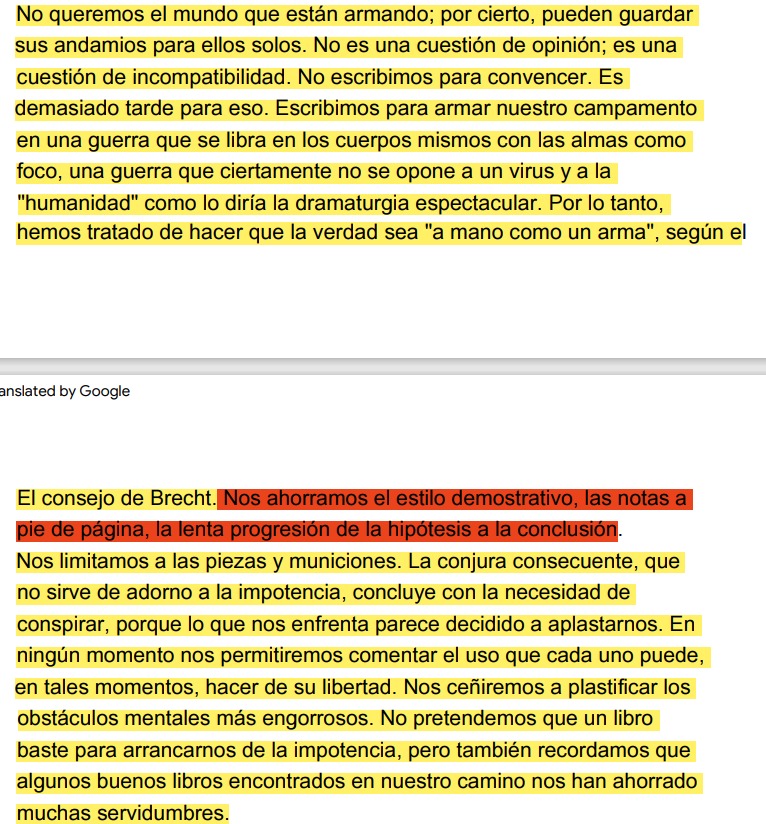 No queremos el mundo que están armando; por cierto, pueden guardar
sus andamios para ellos solos. No es una cuestión de opinión; es una
cuestión de incompatibilidad. No escribimos para convencer. Es
demasiado tarde para eso. Escribimos para armar nuestro campamento
en una guerra que se libra en los cuerpos mismos con las almas como
foco, una guerra que ciertamente no se opone a un virus y a la
"humanidad" como lo diría la dramaturgia espectacular. Por lo tanto,
hemos tratado de hacer que la verdad sea "a mano como un arma", según el
anslated by Google
El consejo de Brecht. Nos ahorramos el estilo demostrativo, las notas a
pie de página, la lenta progresión de la hipótesis a la conclusión.
Nos limitamos a las piezas y municiones. La conjura consecuente, que
no sirve de adorno a la impotencia, concluye con la necesidad de
conspirar, porque lo que nos enfrenta parece decidido a aplastarnos. En
ningún momento nos permitiremos comentar el uso que cada uno puede,
en tales momentos, hacer de su libertad. Nos ceñiremos a plastificar los
obstáculos mentales más engorrosos. No pretendemos que un libro
baste para arrancarnos de la impotencia, pero también recordamos que
algunos buenos libros encontrados en nuestro camino nos han ahorrado
muchas servidumbres.